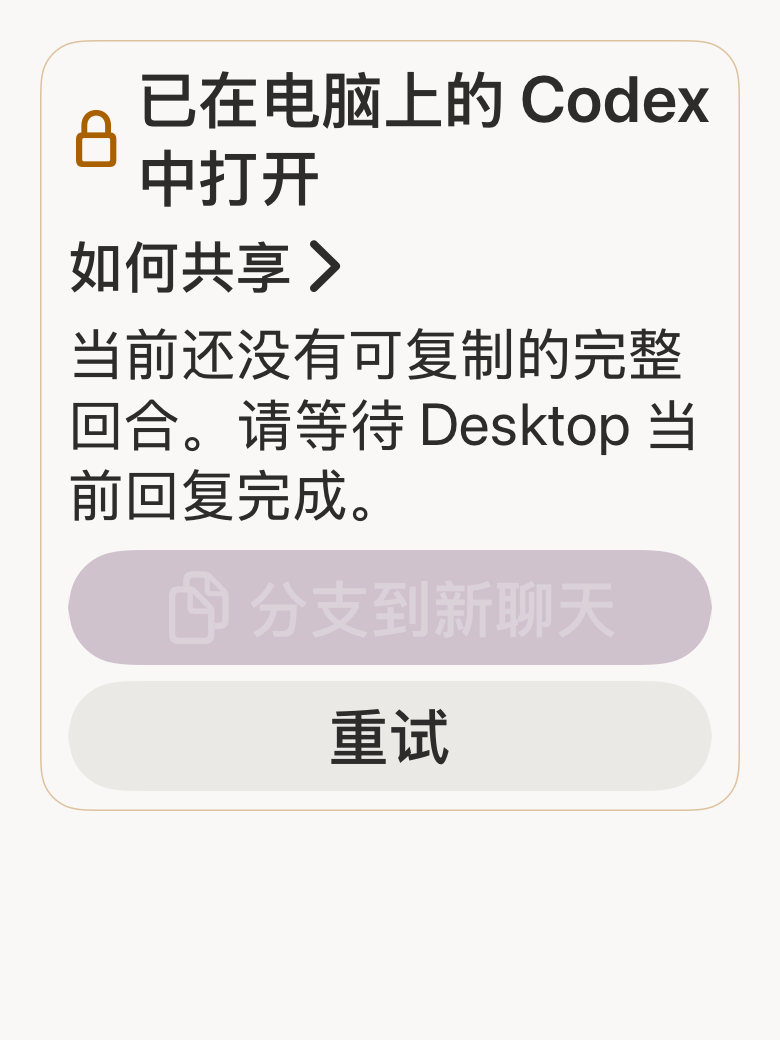 已在电脑上的 Codex
中打开
如何共享
当前还没有可复制的完整
回合。请等待 Desktop 当
前回复完成。
分支到新聊天
重试